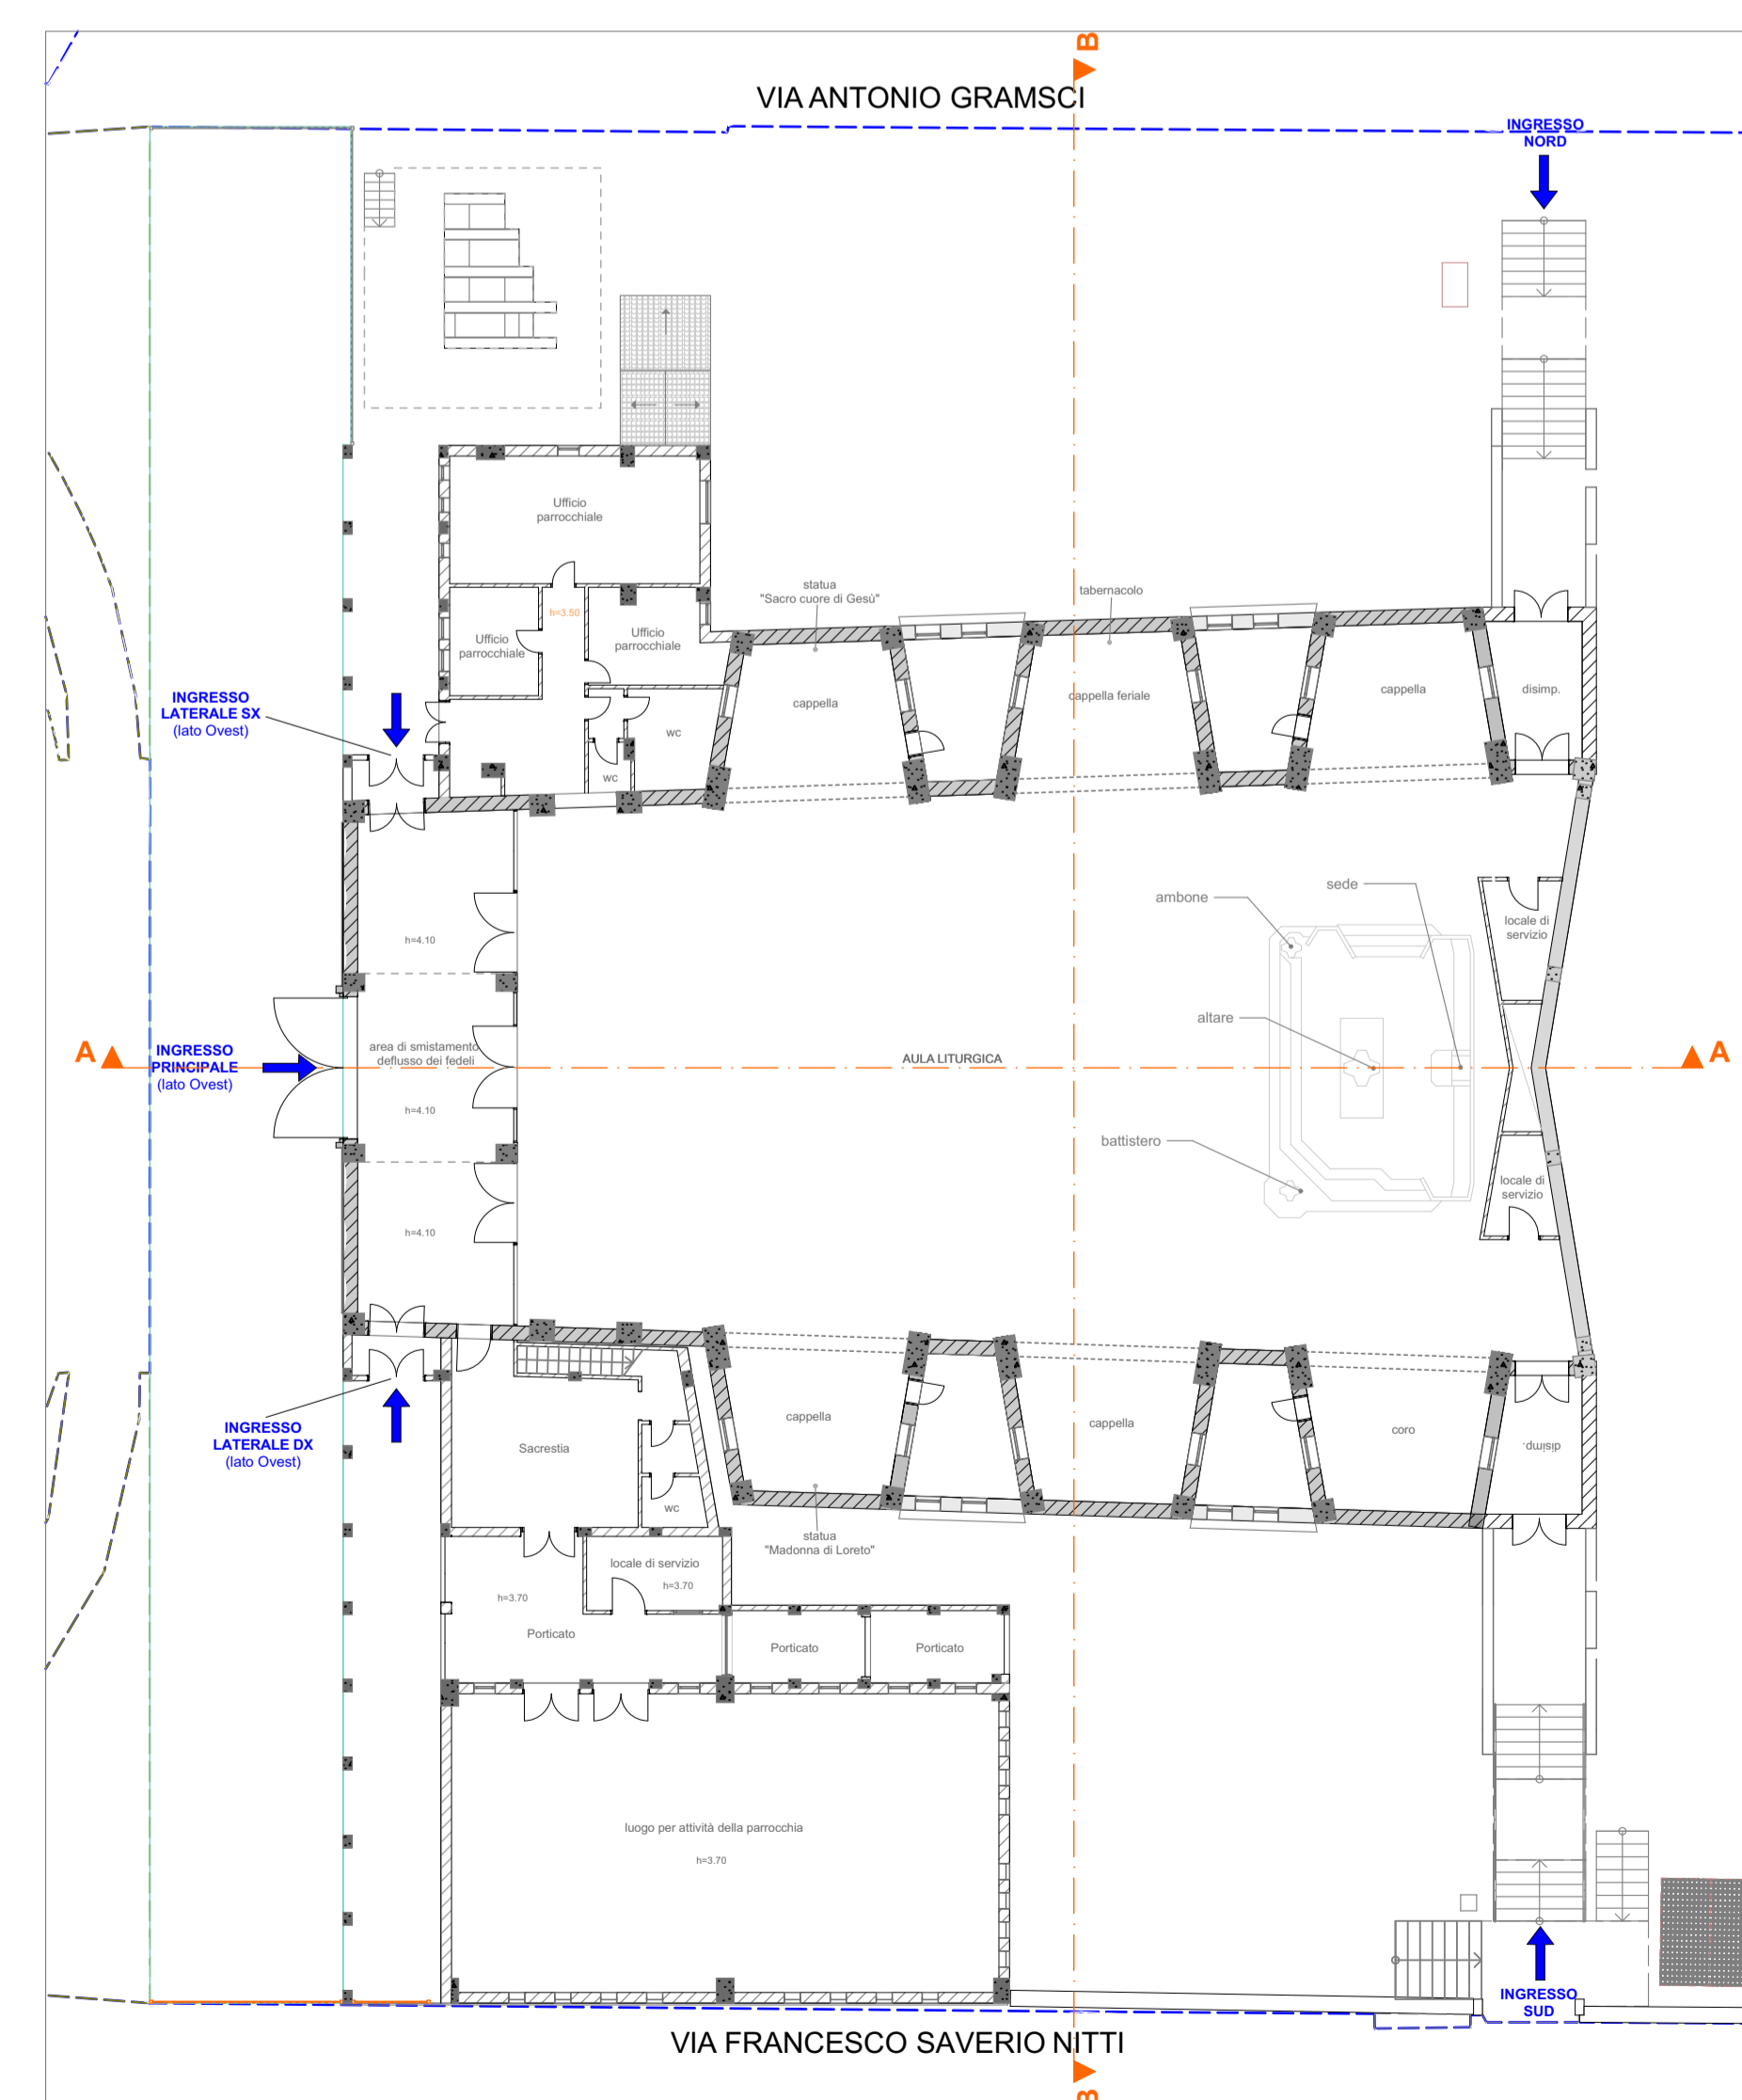 B
VIA ANTONIO GRAMSCI
INGRESSO
NORD
Ufficio
parrocchiale
h=3.50
Ufficio
parrocchiale
Ufficio
parrocchiale
statua
"Sacro cuore di Gesù"
tabernacolo
INGRESSO
LATERALE SX
(lato Ovest)
cappella
cappella feriale
cappella
disimp.
wc
wc
h=4.10
ambone
sede
locale di
servizio
altare
A
INGRESSO
PRINCIPALE
(lato Ovest)
area di smistamento
deflusso dei fedeli
AULA LITURGICA
A
h=4.10
battistero
locale di
servizio
h=4.10
INGRESSO
LATERALE DX
(lato Ovest)
Sacrestia
cappella
cappella
coro
disimp.
wc
statua
"Madonna di Loreto"
locale di servizio
h=3.70
h=3.70
Porticato
Porticato
Porticato
luogo per attività della parrocchia
h=3.70
INGRESSO
SUD
VIA FRANCESCO SAVERIO NITTI
B